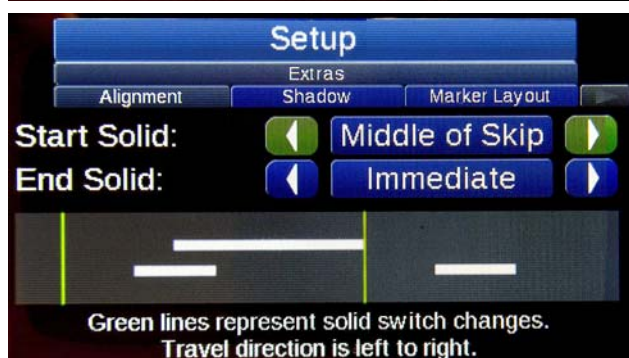 Setup
Extras
Alignment Shadow Marker Layout
Start Solid: Middle of Skip
End Solid: Immediate
Green lines represent solid switch changes.
Travel direction is left to right.